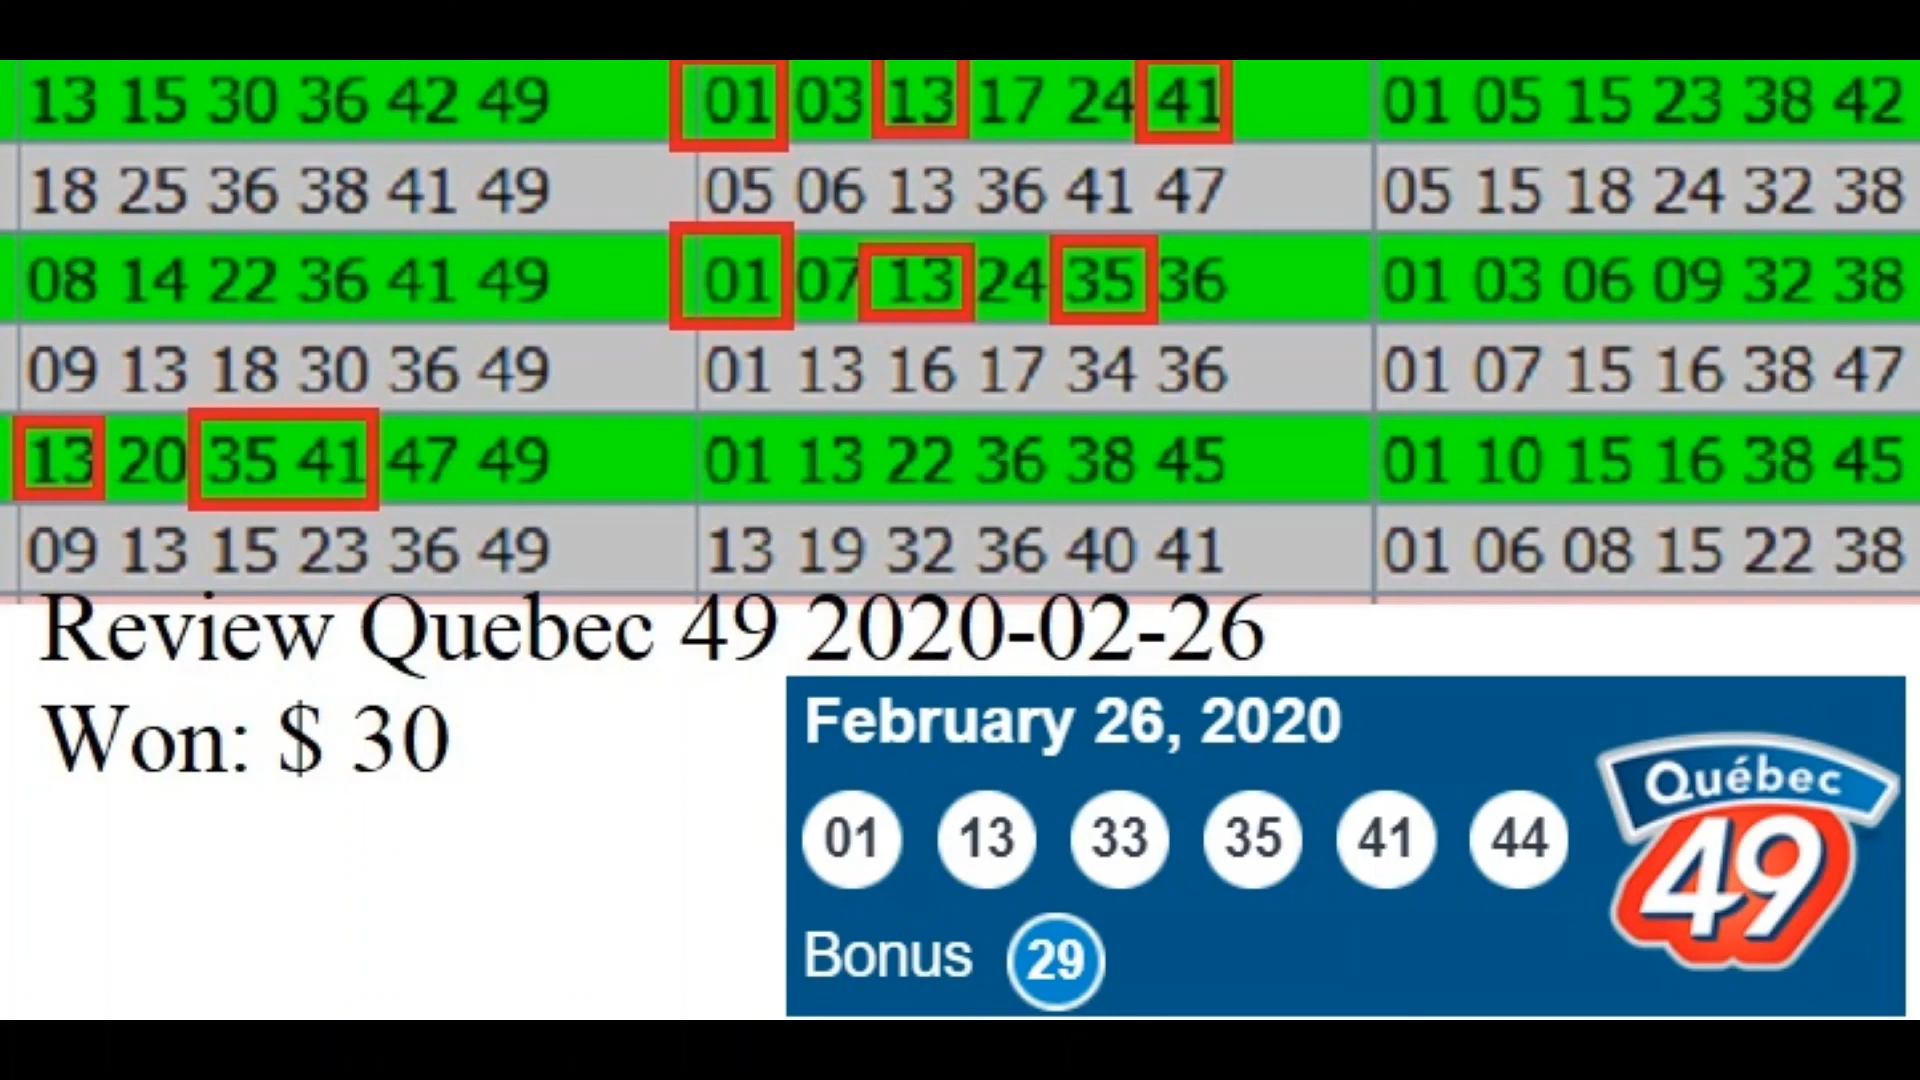 13 15 30 36 42 49 01 03 13 17 24 41 01 05 15 23 38 42
18 25 36 38 41 49 05 06 13 36 41 47 05 15 18 24 32 38
08 14 22 36 41 49 01 07 13 24 35 36 01 03 06 09 32 38
09 13 18 30 36 49 01 13 16 17 34 36 01 07 15 16 38 47
13 20 35 41 47 49 01 13 22 36 38 45 01 10 15 16 38 45
09 13 15 23 36 49 13 19 32 36 40 41 01 06 08 15 22 38
Review Quebec 49 2020-02-26
Won: $ 30
February 26, 2020
01 13 33 35 41 44
Bonus 29
Québec
49